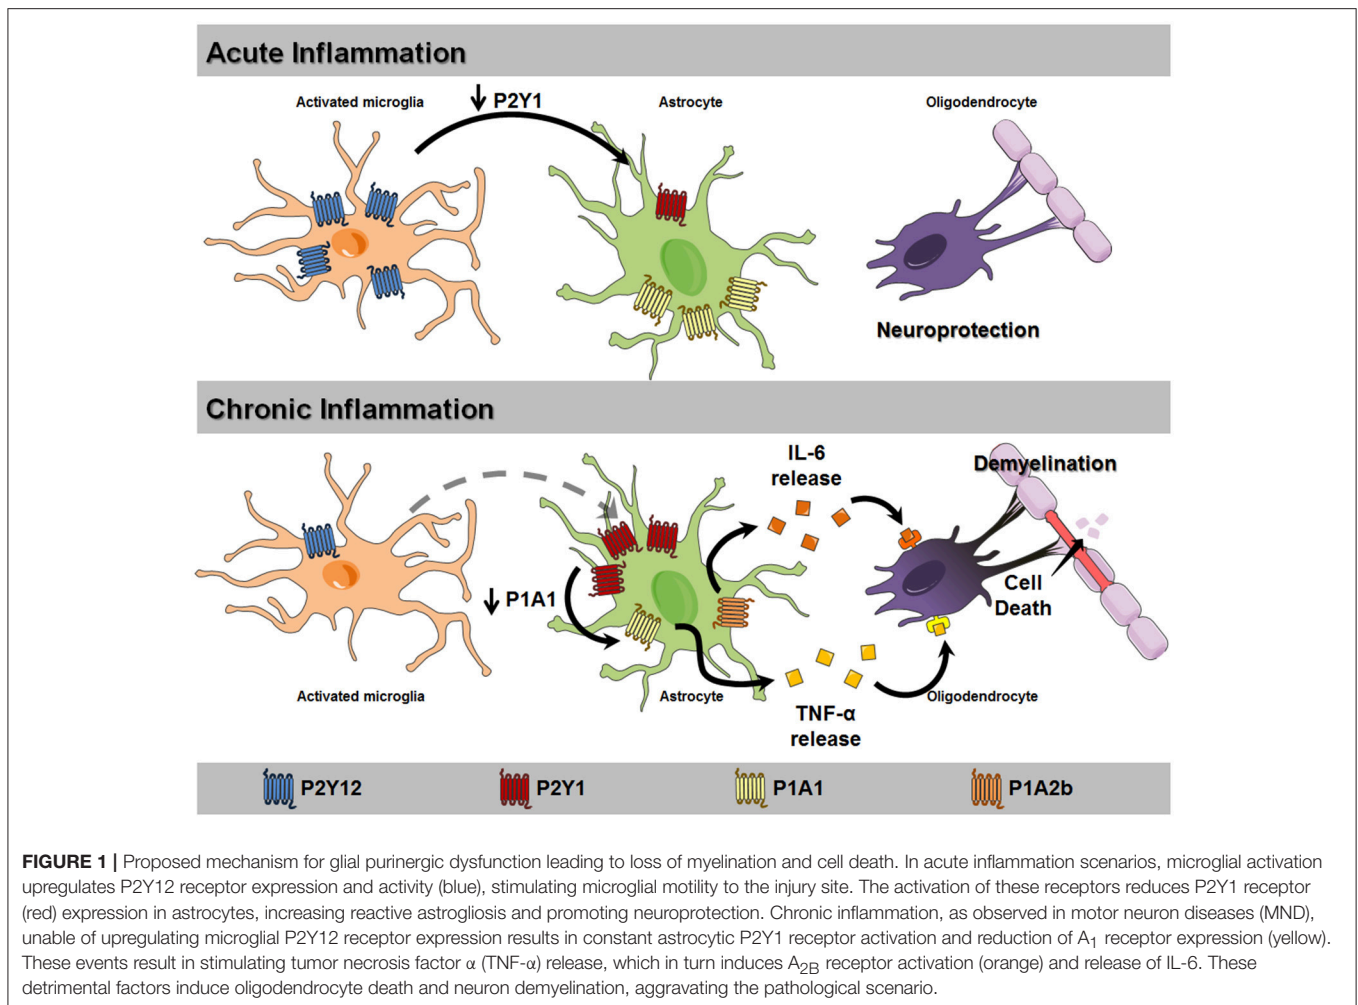 Acute Inflammation
Activated microglia
P2Y1
Astrocyte
Oligodendrocyte
Neuroprotection
Chronic Inflammation
IL-6
release
Demyelination
P1A1
Cell
Death
Activated microglia
Astrocyte
TNF-α
release
Oligodendrocyte
P2Y12
P2Y1
P1A1
P1A2b
FIGURE 1 | Proposed mechanism for glial purinergic dysfunction leading to loss of myelination and cell death. In acute inflammation scenarios, microglial activation
upregulates P2Y12 receptor expression and activity (blue), stimulating microglial motility to the injury site. The activation of these receptors reduces P2Y1 receptor
(red) expression in astrocytes, increasing reactive astrogliosis and promoting neuroprotection. Chronic inflammation, as observed in motor neuron diseases (MND),
unable of upregulating microglial P2Y12 receptor expression results in constant astrocytic P2Y1 receptor activation and reduction of A₁ receptor expression (yellow).
These events result in stimulating tumor necrosis factor α (TNF-α) release, which in turn induces A₂B receptor activation (orange) and release of IL-6. These
detrimental factors induce oligodendrocyte death and neuron demyelination, aggravating the pathological scenario.